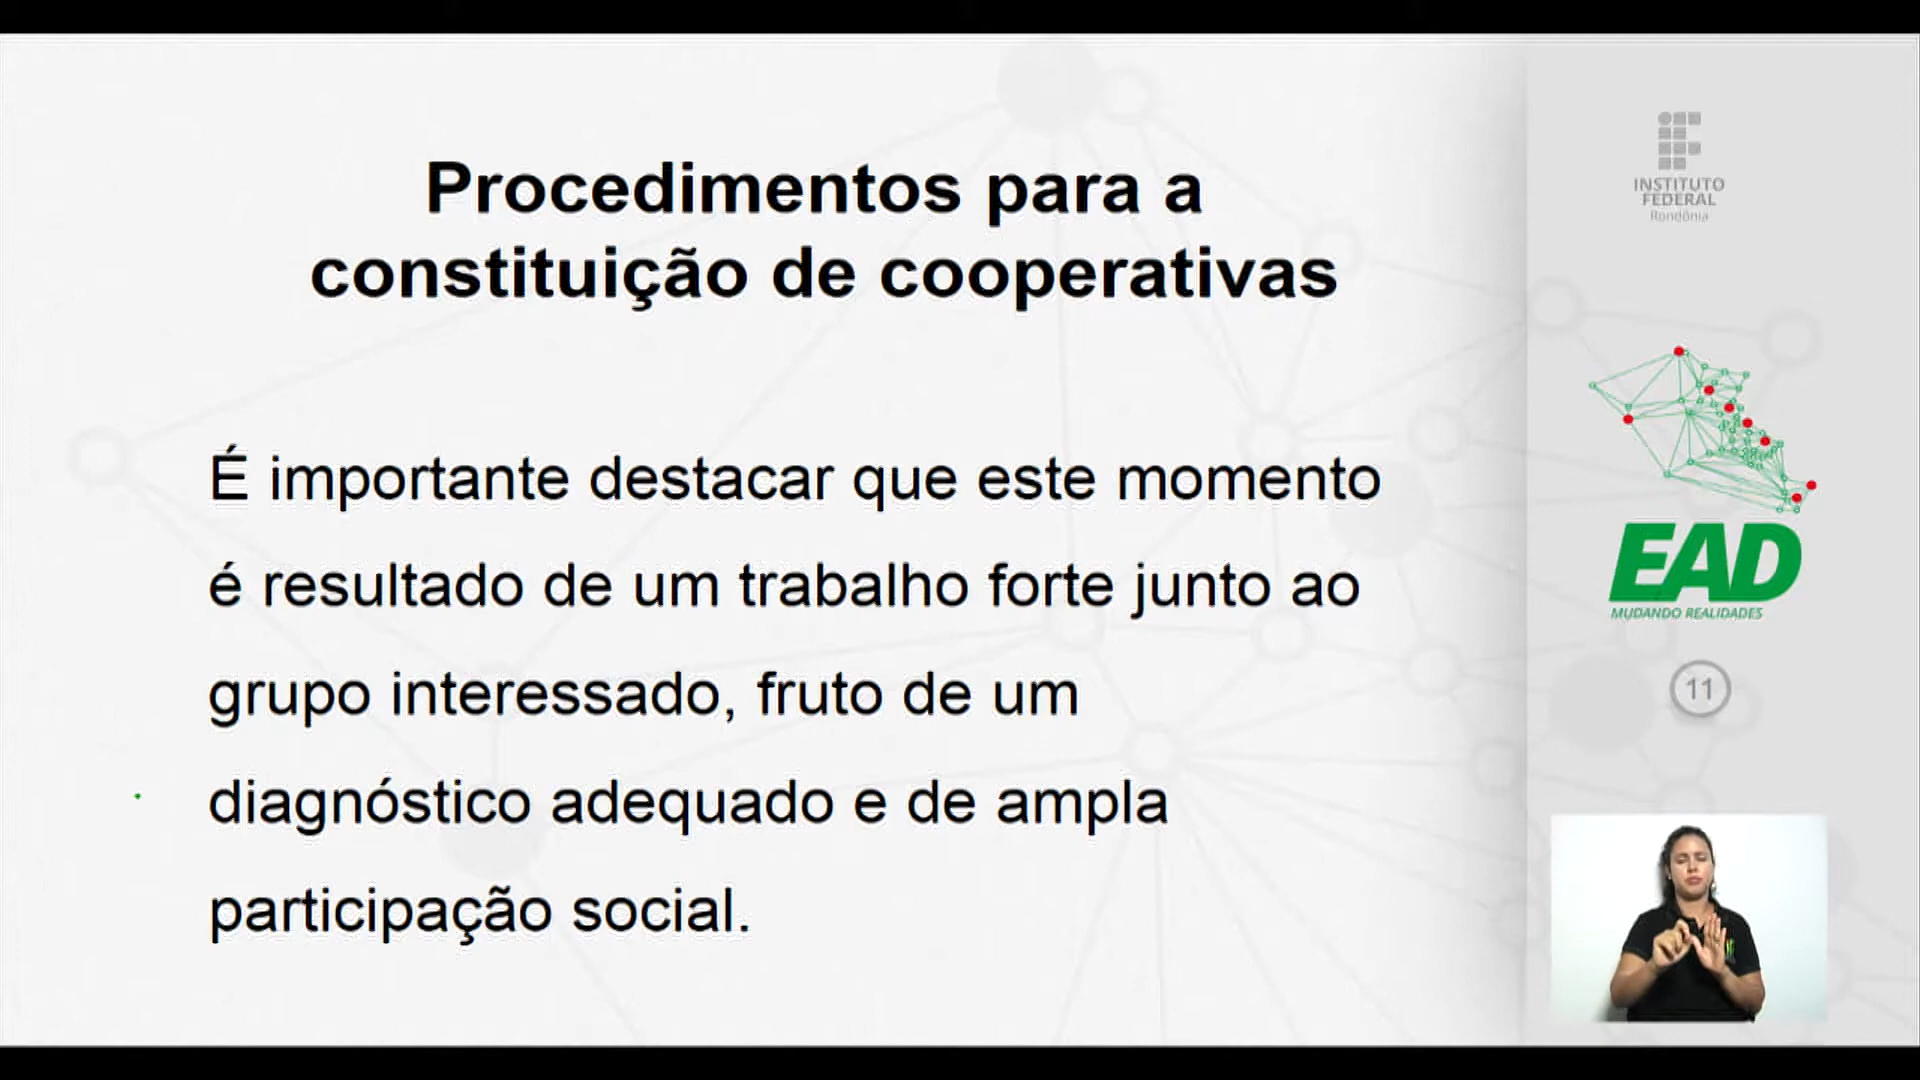 Procedimentos para a
constituição de cooperativas
É importante destacar que este momento
é resultado de um trabalho forte junto ao
grupo interessado, fruto de um
diagnóstico adequado e de ampla
participação social.
INSTITUTO
FEDERAL
Rondônia
EAD
MUDANDO REALIDADES
11